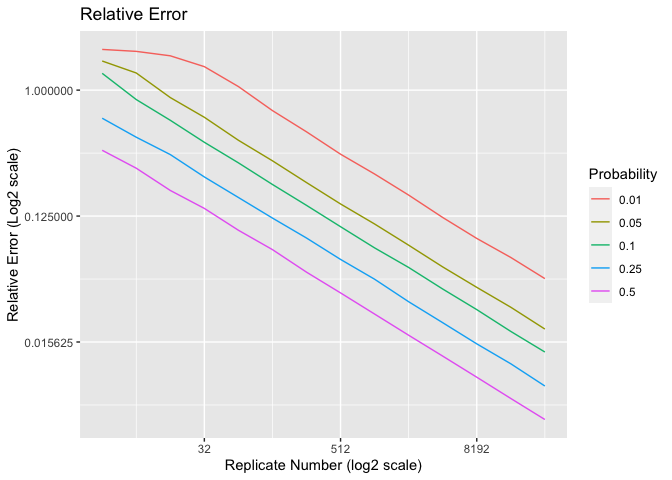 Relative Error
Relative Error (Log2 scale)
1.000000
0.125000
0.015625
32
512
8192
Replicate Number (log2 scale)
Probability
0.01
0.05
0.1
0.25
0.5